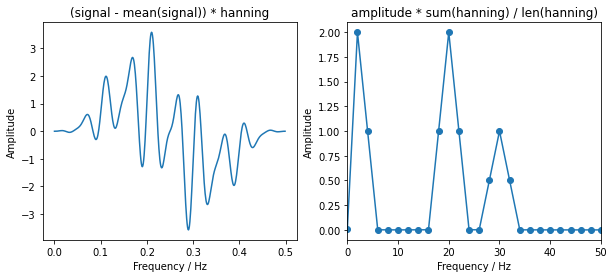 (signal - mean(signal)) * hanning
Amplitude
3
2
1
0
−1
−2
−3
0.0 0.1 0.2 0.3 0.4 0.5
Frequency / Hz
amplitude * sum(hanning) / len(hanning)
Amplitude
2.00
1.75
1.50
1.25
1.00
0.75
0.50
0.25
0.00
0 10 20 30 40 50
Frequency / Hz